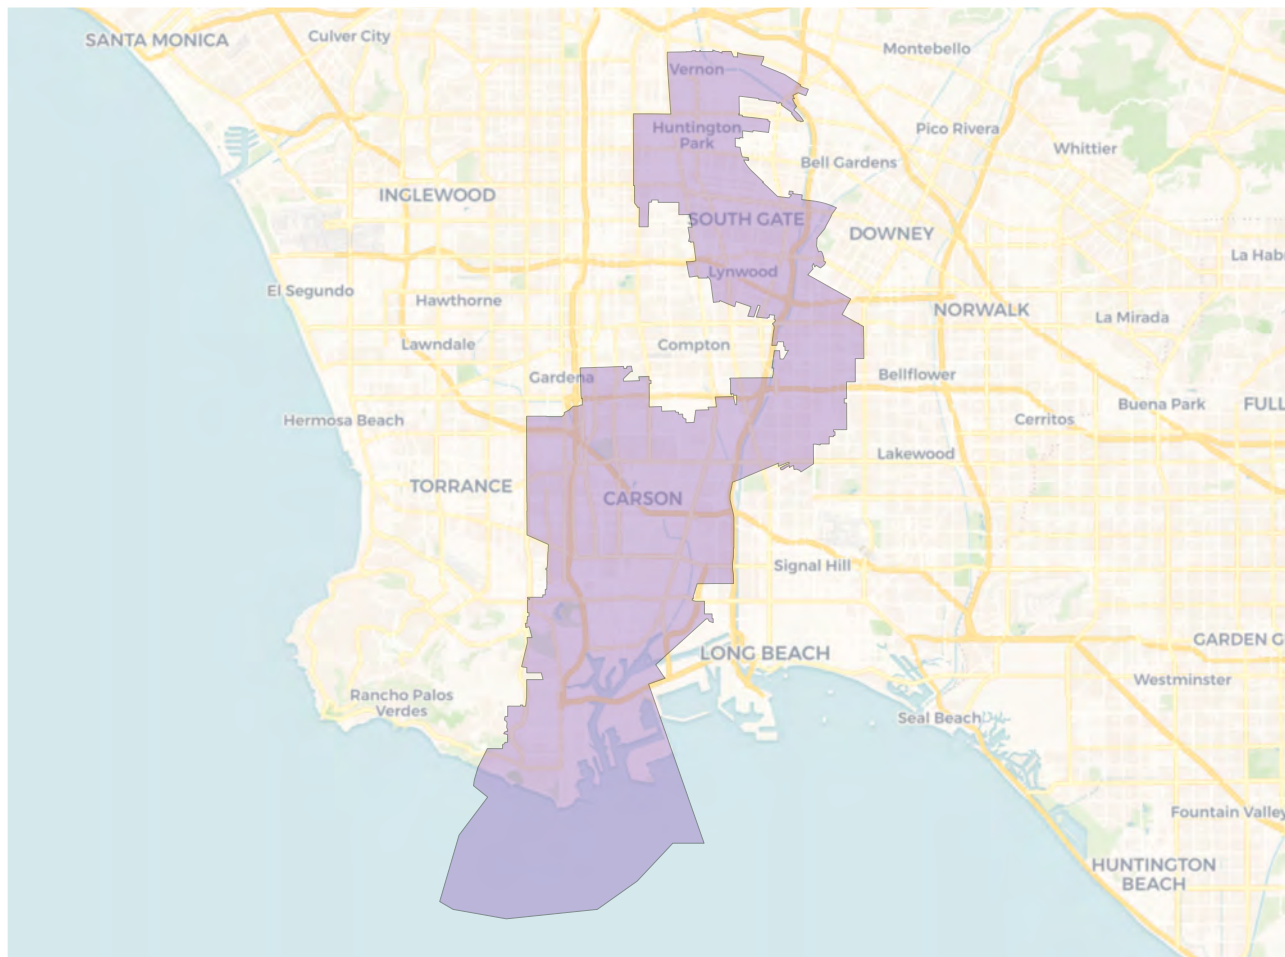 SANTA MONICA
Culver City
Montebello
Vernon
Huntington
Park
Pico Rivera
Whittier
Bell Gardens
INGLEWOOD
SOUTH GATE
DOWNEY
La Habr
Lynwood
El Segundo
Hawthorne
NORWALK
La Mirada
Lawndale
Compton
Gardena
Bellflower
Buena Park
FULL
Hermosa Beach
Cerritos
Lakewood
TORRANCE
CARSON
Signal Hill
GARDEN G
LONG BEACH
Westminster
Rancho Palos
Verdes
Seal Beach
Fountain Valley
HUNTINGTON
BEACH